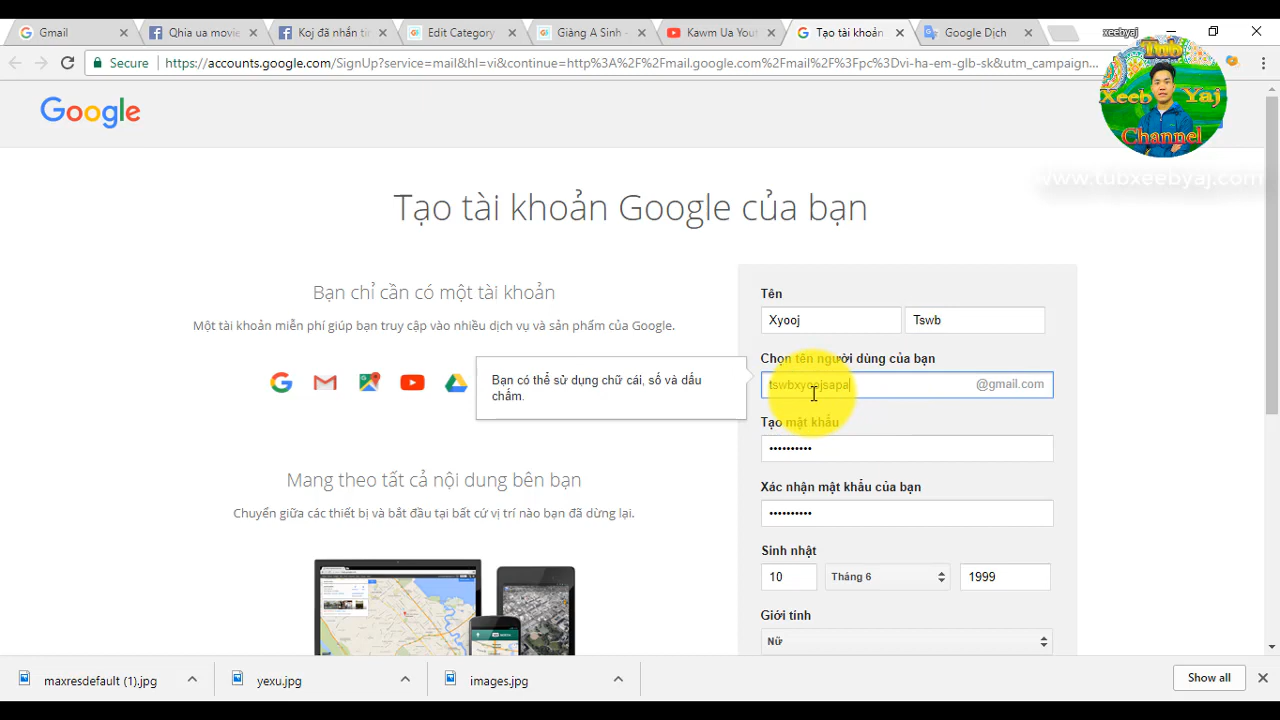 Gmail
Qhia ua movie
Koj đã nhắn tin
Edit Category
Giàng A Sinh -
Kawm Ua You
Tạo tài khoản
Google Dịch
xeebyaj
Secure
https://accounts.google.com/SignUp?service=mail&hl=vi&continue=http%3A%2F%2Fmail.google.com%2Fmail%2F%3Fpc%3Dvi-ha-em-glb-sk&utm_campaign...
Tub
Xeeb Yaj
Channel
www.tubxeebyaj.com
Google
Tạo tài khoản Google của bạn
Bạn chỉ cần có một tài khoản
Một tài khoản miễn phí giúp bạn truy cập vào nhiều dịch vụ và sản phẩm của Google.
Bạn có thể sử dụng chữ cái, số và dấu
chấm.
Mang theo tất cả nội dung bên bạn
Chuyển giữa các thiết bị và bắt đầu tại bất cứ vị trí nào bạn đã dừng lại.
Tên
Xyooj
Tswb
Chọn tên người dùng của bạn
tswbxyoojsapa
@gmail.com
Tạo mật khẩu
••••••••••
Xác nhận mật khẩu của bạn
••••••••••
Sinh nhật
10
Tháng 6
1999
Giới tính
Nữ
maxresdefault (1).jpg
yexu.jpg
images.jpg
Show all